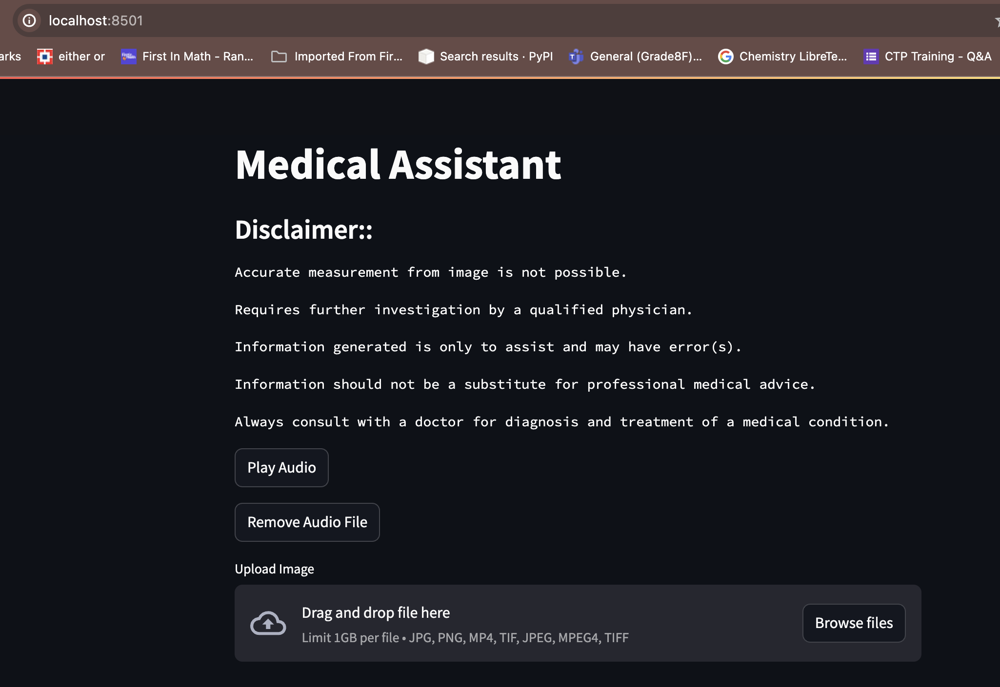 localhost:8501
arks either or First In Math - Ran... Imported From Fir... Search results · PyPI General (Grade8F)... Chemistry LibreTe... CTP Training - Q&A
Medical Assistant
Disclaimer::
Accurate measurement from image is not possible.
Requires further investigation by a qualified physician.
Information generated is only to assist and may have error(s).
Information should not be a substitute for professional medical advice.
Always consult with a doctor for diagnosis and treatment of a medical condition.
Play Audio
Remove Audio File
Upload Image
Drag and drop file here
Limit 1GB per file • JPG, PNG, MP4, TIF, JPEG, MPEG4, TIFF
Browse files